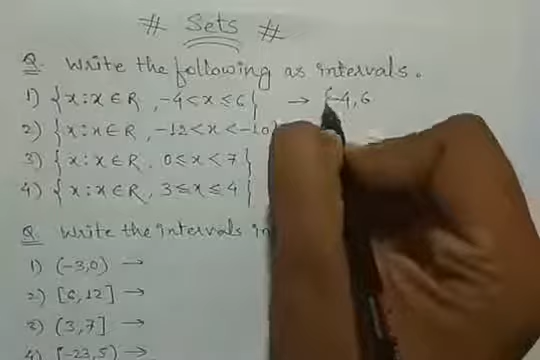 # Sets #
Q. Write the following as intervals.
1) {x : x ∈ R, -4 < x ≤ 6} → -4, 6
2) {x : x ∈ R, -12 < x < -10
3) {x : x ∈ R, 0 ≤ x < 7}
4) {x : x ∈ R, 3 ≤ x ≤ 4}
Q. Write the intervals in
1) (-3,0) →
2) [6,12] →
3) (3,7] →
4) [-23,5) →